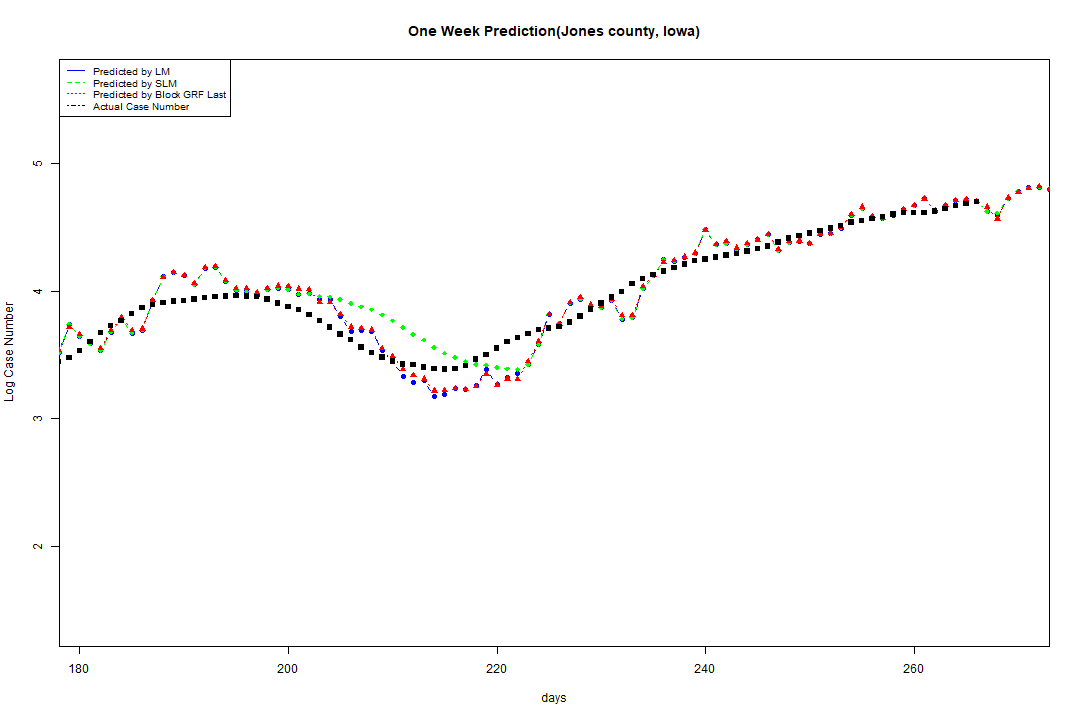 One Week Prediction(Jones county, Iowa)
Predicted by LM
Predicted by SLM
Predicted by Block GRF Last
Actual Case Number
5
4
3
2
Log Case Number
180 200 220 240 260
days